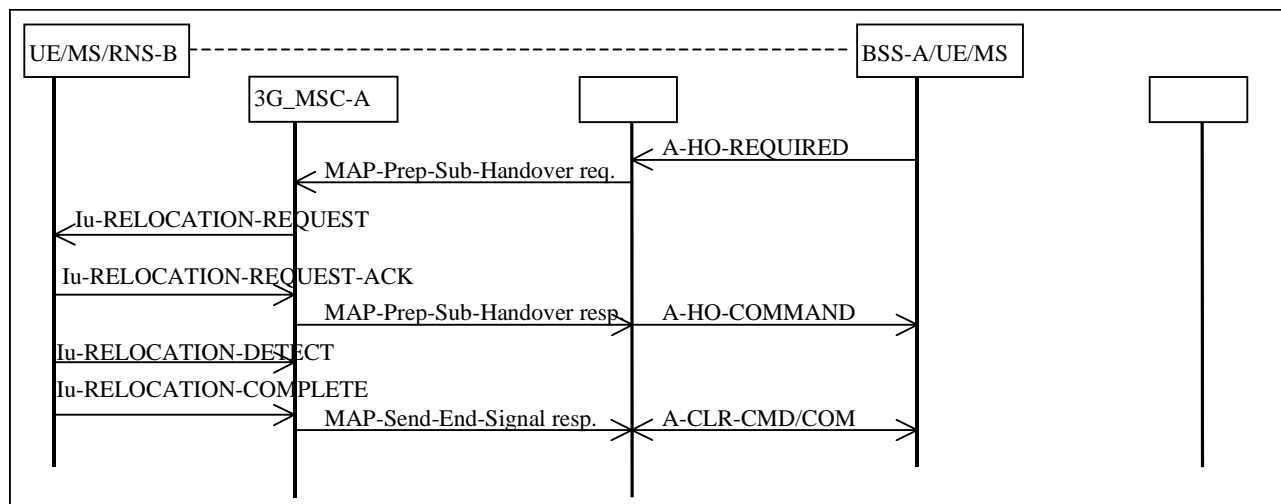 UE/MS/RNS-B
BSS-A/UE/MS
3G_MSC-A
A-HO-REQUIRED
MAP-Prep-Sub-Handover req.
Iu-RELOCATION-REQUEST
Iu-RELOCATION-REQUEST-ACK
MAP-Prep-Sub-Handover resp.
A-HO-COMMAND
Iu-RELOCATION-DETECT
Iu-RELOCATION-COMPLETE
MAP-Send-End-Signal resp.
A-CLR-CMD/COM